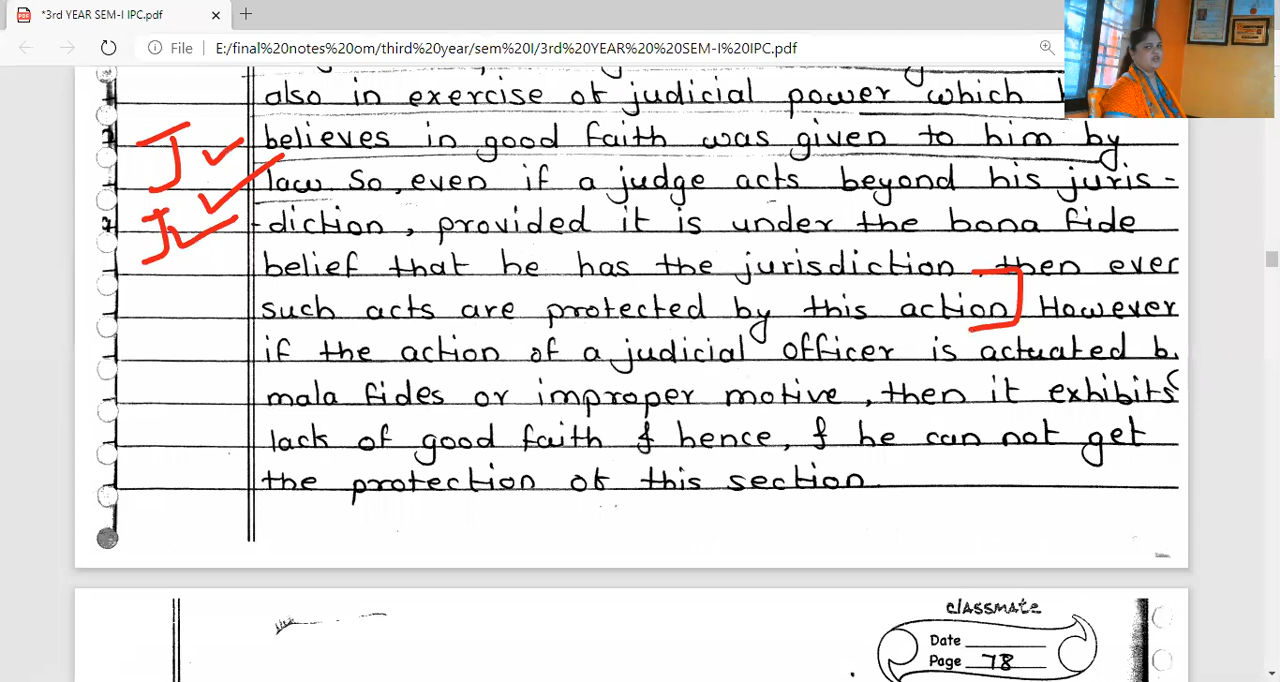 *3rd YEAR SEM-I IPC.pdf
File E:/final%20notes%20om/third%20year/sem%20I/3rd%20YEAR%20%20SEM-I%20IPC.pdf
also in exercise of judicial power which
believes in good faith was given to him by
law So, even if a judge acts beyond his juris-
-diction, provided it is under the bona fide
belief that he has the jurisdiction, then ever
such acts are protected by this action However
if the action of a judicial officer is actuated b
mala fides or improper motive, then it exhibits
lack of good faith & hence, & he can not get
the protection of this section
J
J
classmate
Date
Page 78